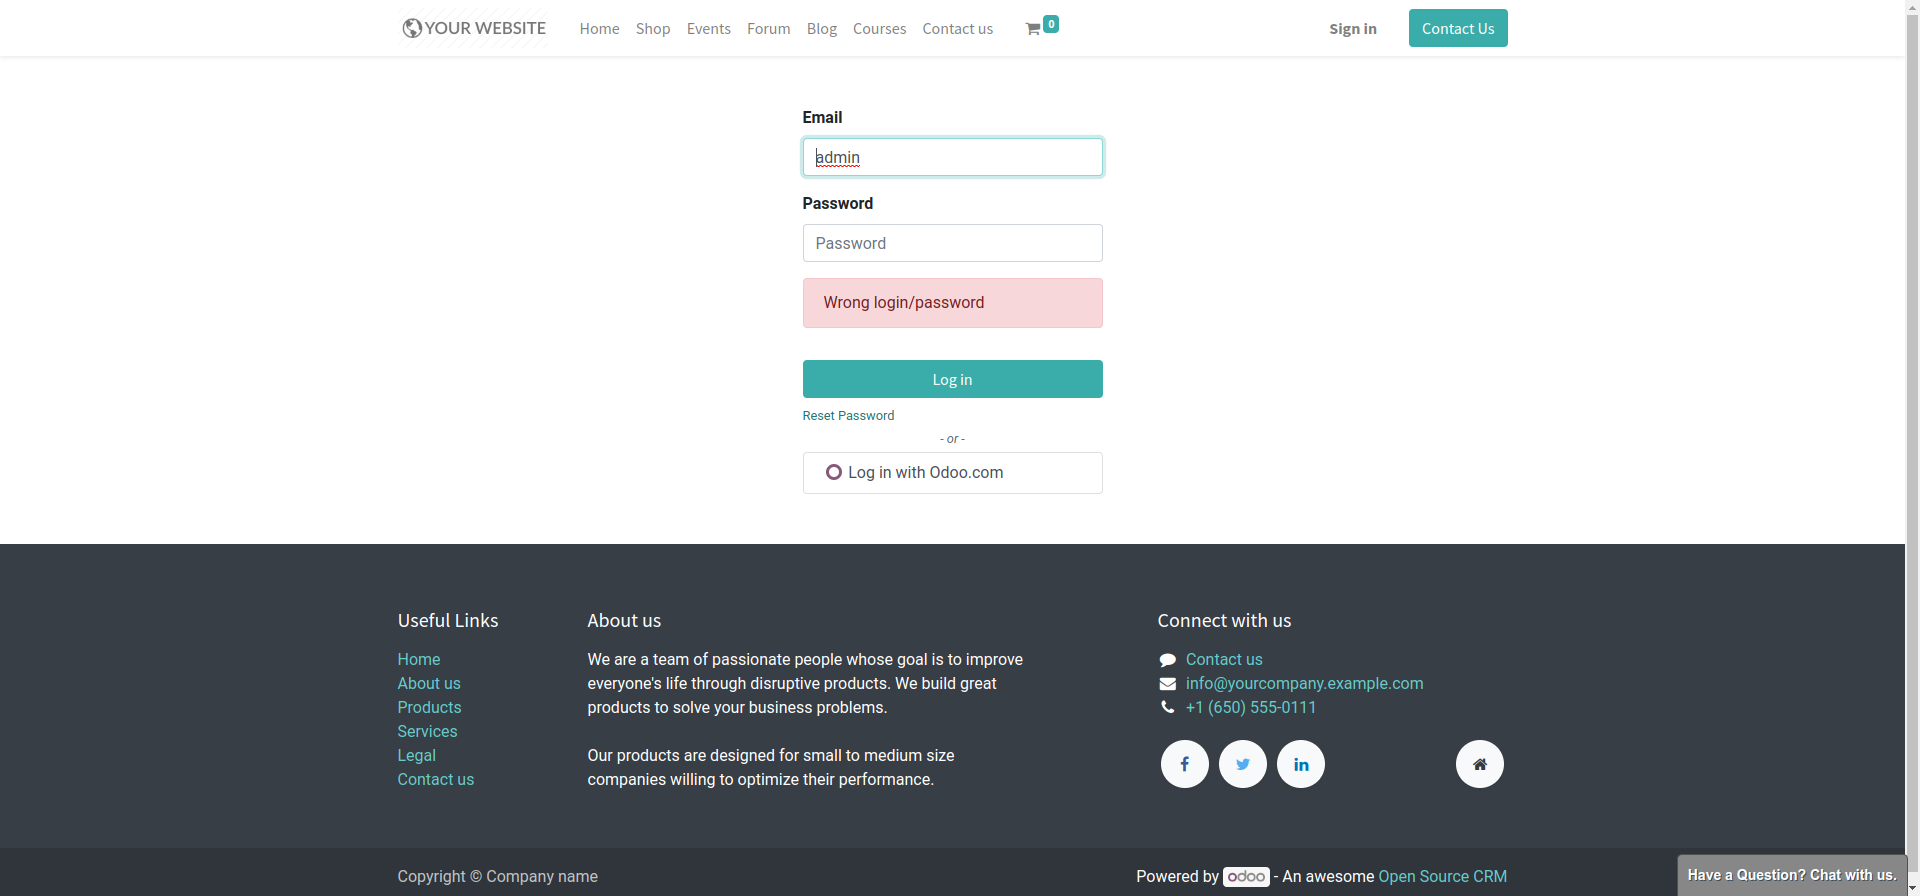 YOUR WEBSITE
Home Shop Events Forum Blog Courses Contact us 0 Sign in Contact Us
Email
admin
Password
Password
Wrong login/password
Log in
Reset Password
- or -
Log in with Odoo.com
Useful Links
Home
About us
Products
Services
Legal
Contact us
About us
We are a team of passionate people whose goal is to improve
everyone's life through disruptive products. We build great
products to solve your business problems.
Our products are designed for small to medium size
companies willing to optimize their performance.
Connect with us
Contact us
info@yourcompany.example.com
+1 (650) 555-0111
Copyright © Company name
Powered by odoo - An awesome Open Source CRM
Have a Question? Chat with us.